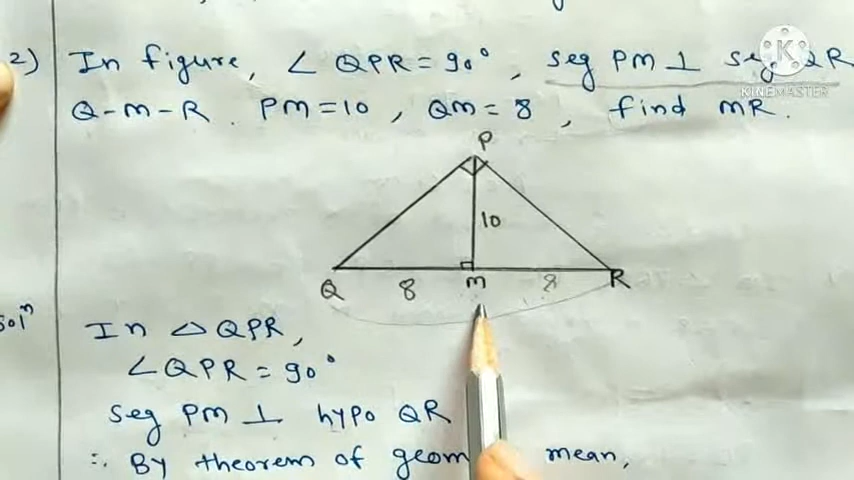 2) In figure, ∠ QPR = 90°, seg PM ⊥ seg QR
KINEMASTER
Q-M-R. PM = 10, QM = 8, find MR.
P
10
Q 8 M 8 R
Solⁿ
In △ QPR,
∠QPR = 90°
Seg PM ⊥ hypo QR
∴ By theorem of geom mean,